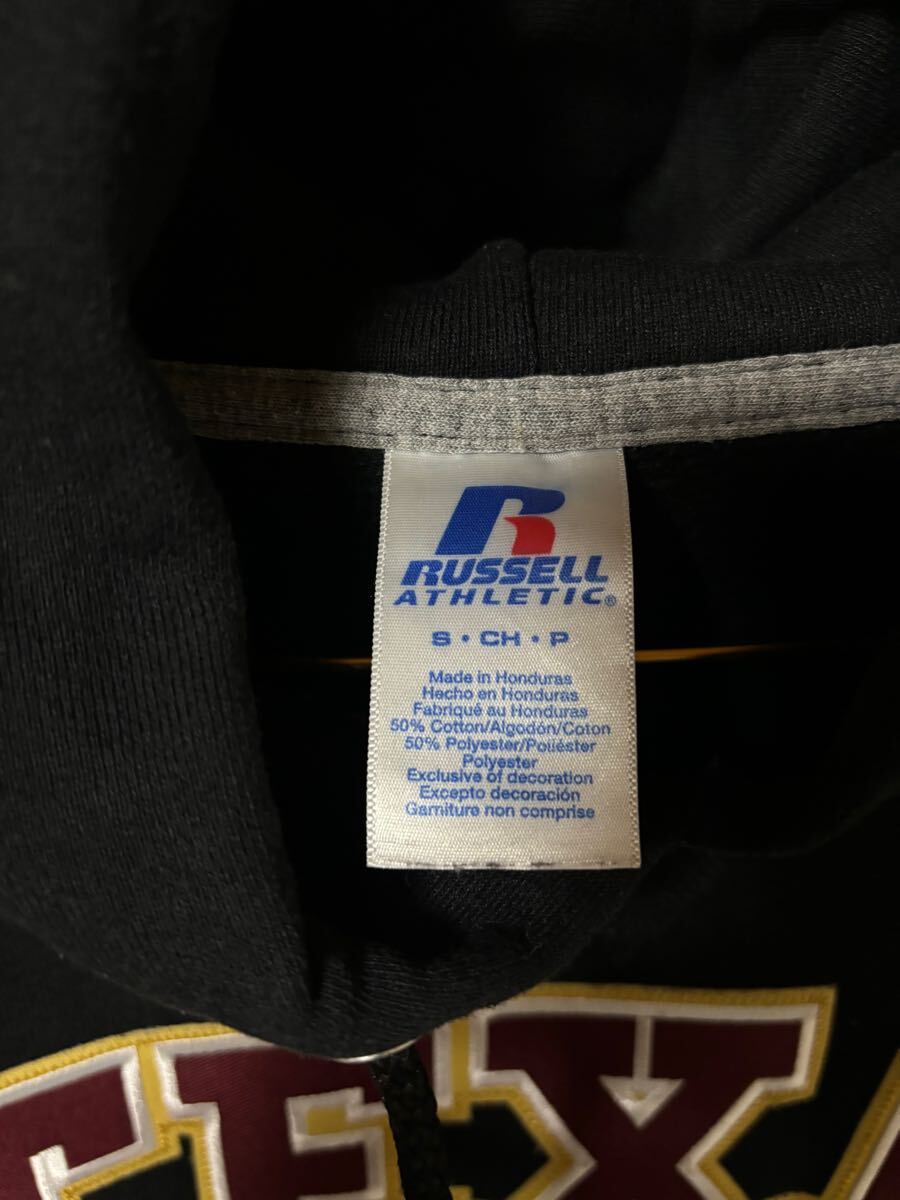 RUSSELL
ATHLETIC®
S • CH • P
Made in Honduras
Hecho en Honduras
Fabriqué au Honduras
50% Cotton/Algodón/Coton
50% Polyester/Poliéster
Polyester
Exclusive of decoration
Excepto decoración
Garniture non comprise
TEX